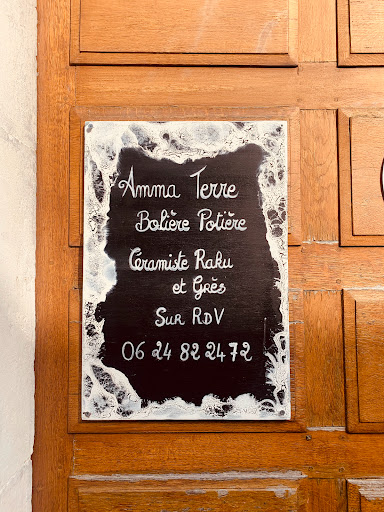 Amma Terre
Bolière Potière
Céramiste Raku
et Grès
Sur RDV
06 24 82 24 72